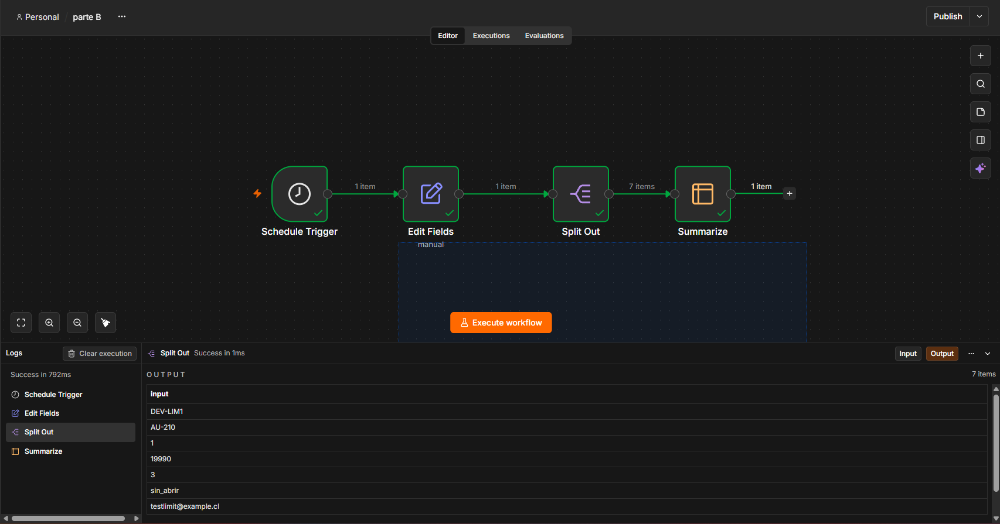 Personal / parte B ...
Publish
Editor Executions Evaluations
1 item 1 item 7 items 1 item
Schedule Trigger Edit Fields Split Out Summarize
manual
Execute workflow
Logs Clear execution Split Out Success in 1ms Input Output ...
Success in 792ms OUTPUT 7 items
Schedule Trigger
Edit Fields
Split Out
Summarize
input
DEV-LIM1
AU-210
1
19990
3
sin_abrir
testlimit@example.cl